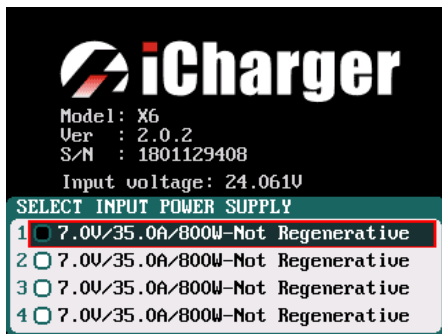 iCharger
Model: X6
Ver : 2.0.2
S/N : 1801129408
Input voltage: 24.061V
SELECT INPUT POWER SUPPLY
1 7.0V/35.0A/800W-Not Regenerative
2 7.0V/35.0A/800W-Not Regenerative
3 7.0V/35.0A/800W-Not Regenerative
4 7.0V/35.0A/800W-Not Regenerative